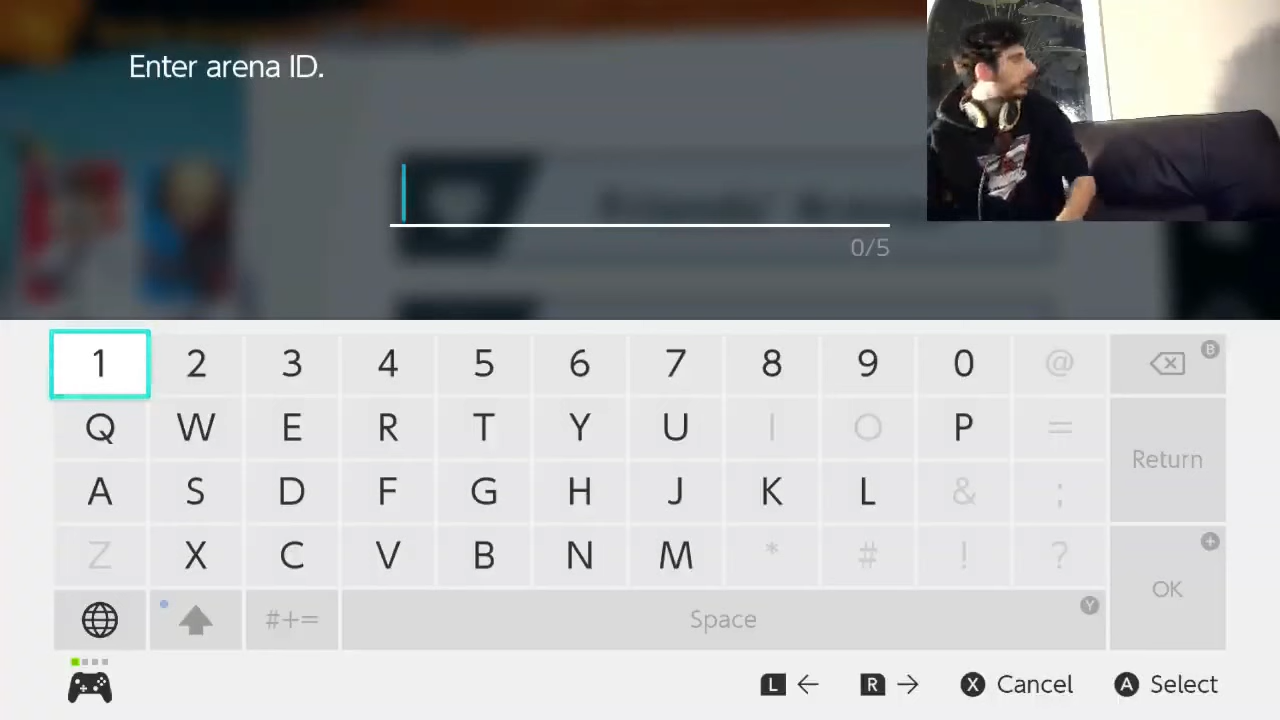 Enter arena ID.
0/5
1 2 3 4 5 6 7 8 9 0 @ B
Q W E R T Y U I O P = Return
A S D F G H J K L & ;
Z X C V B N M * # ! ? + OK
#+= Space Y
L ← R → X Cancel A Select